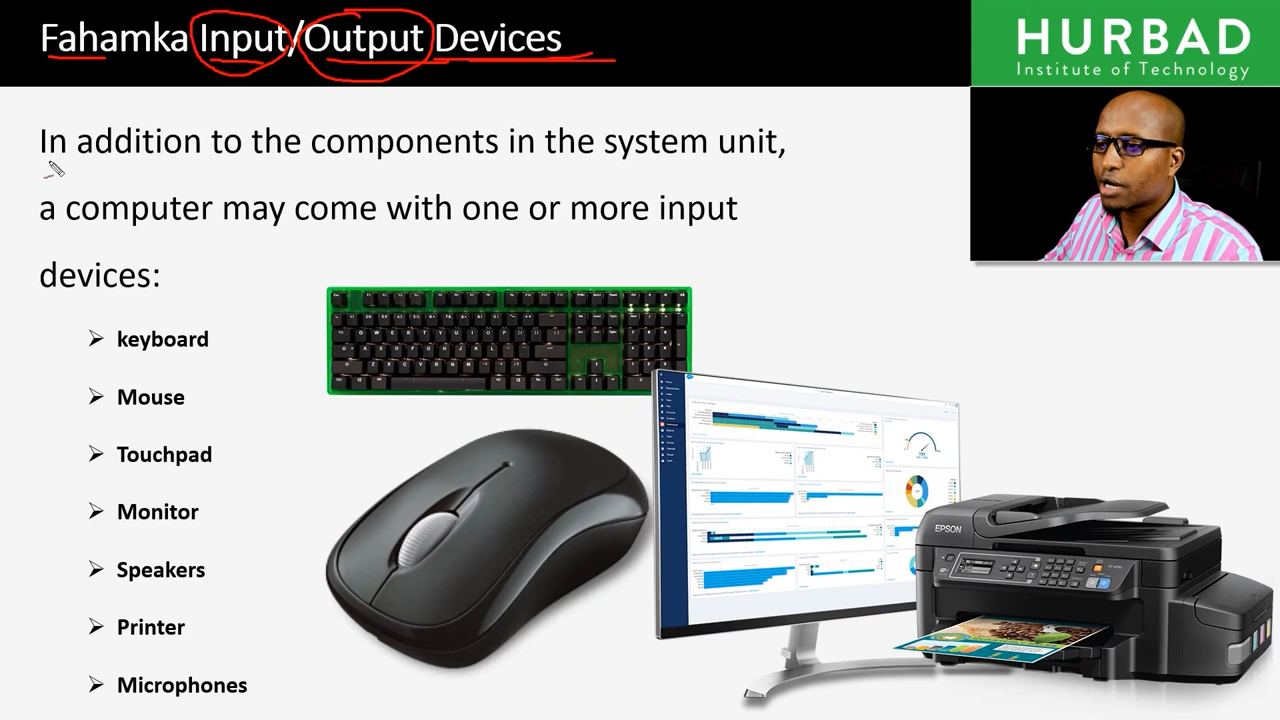 Fahamka Input/Output Devices
HURBAD
Institute of Technology
In addition to the components in the system unit,
a computer may come with one or more input
devices:
keyboard
Mouse
Touchpad
Monitor
Speakers
Printer
Microphones
EPSON